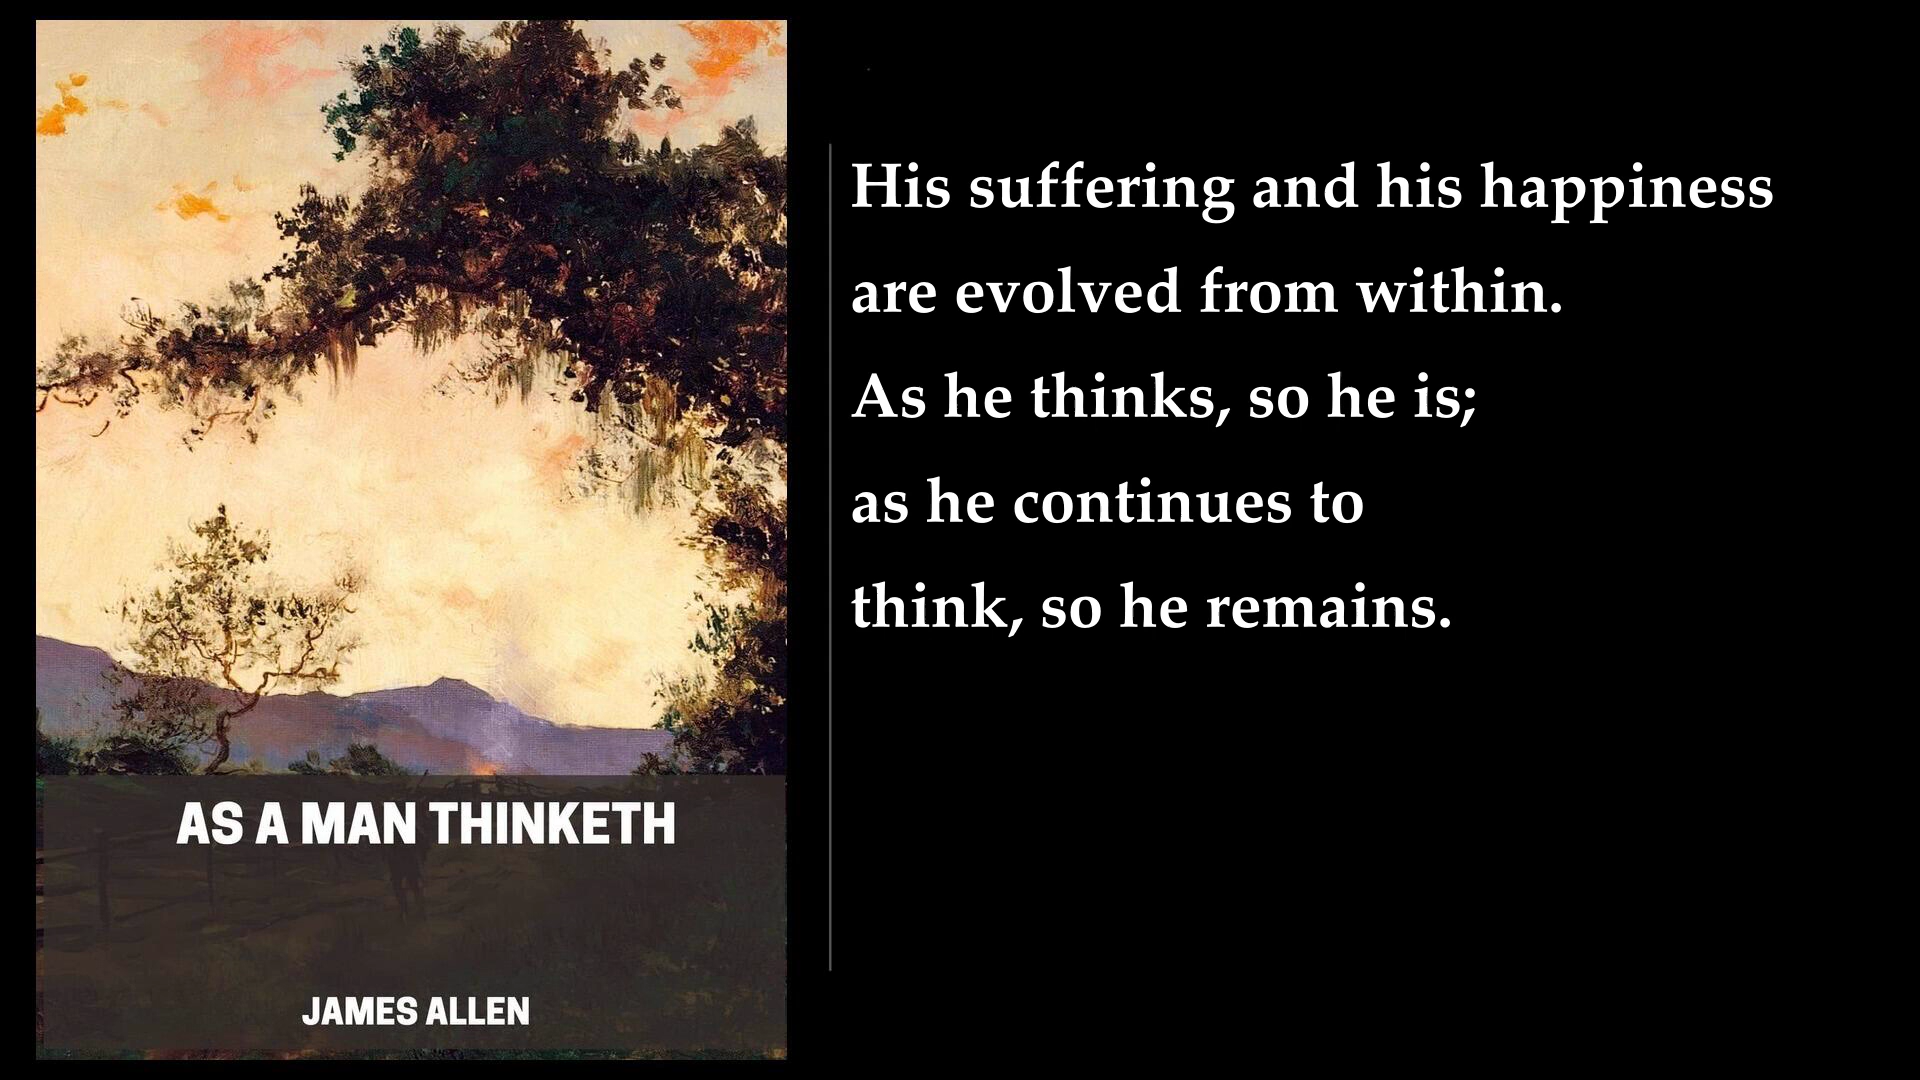 AS A MAN THINKETH
JAMES ALLEN
His suffering and his happiness
are evolved from within.
As he thinks, so he is;
as he continues to
think, so he remains.